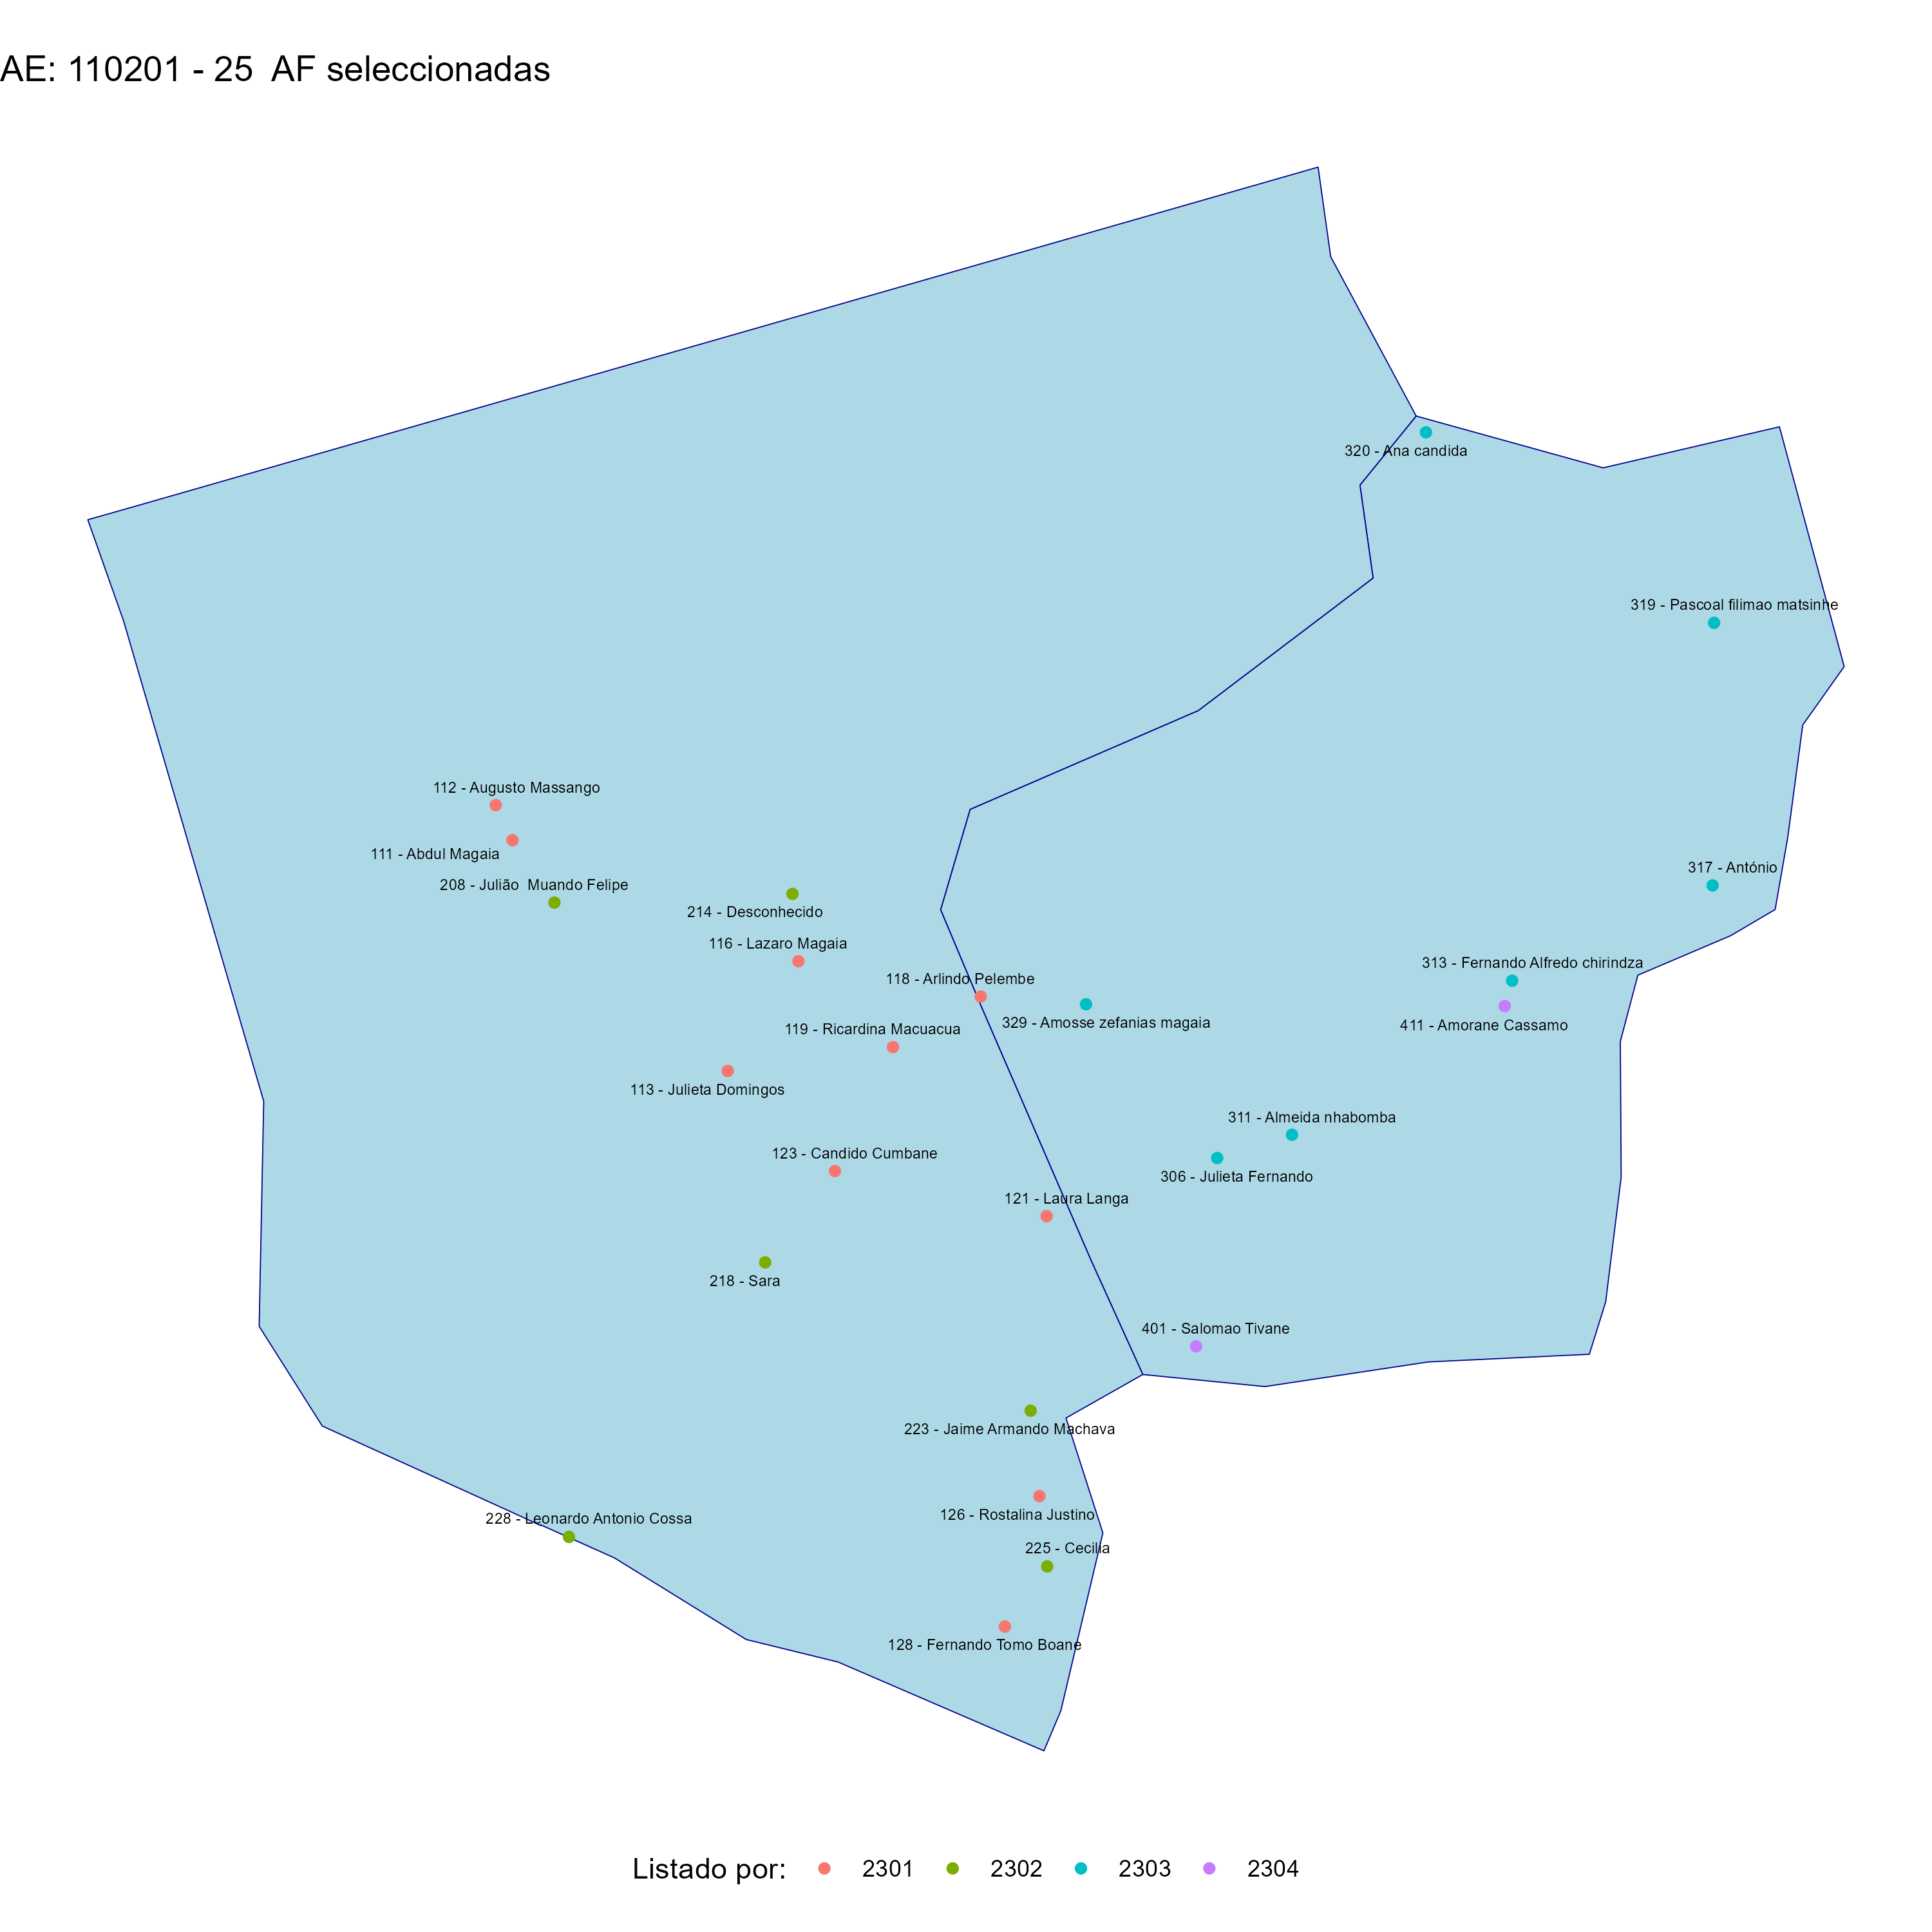 AE: 110201 - 25  AF seleccionadas
320 - Ana candida
319 - Pascoal filimao matsinhe
112 - Augusto Massango
111 - Abdul Magaia
317 - António
208 - Julião  Muando Felipe
214 - Desconhecido
116 - Lazaro Magaia
313 - Fernando Alfredo chirindza
118 - Arlindo Pelembe
329 - Amosse zefanias magaia
411 - Amorane Cassamo
119 - Ricardina Macuacua
113 - Julieta Domingos
311 - Almeida nhabomba
123 - Candido Cumbane
306 - Julieta Fernando
121 - Laura Langa
218 - Sara
401 - Salomao Tivane
223 - Jaime Armando Machava
126 - Rostalina Justino
228 - Leonardo Antonio Cossa
225 - Cecilia
128 - Fernando Tomo Boane
Listado por: 2301 2302 2303 2304